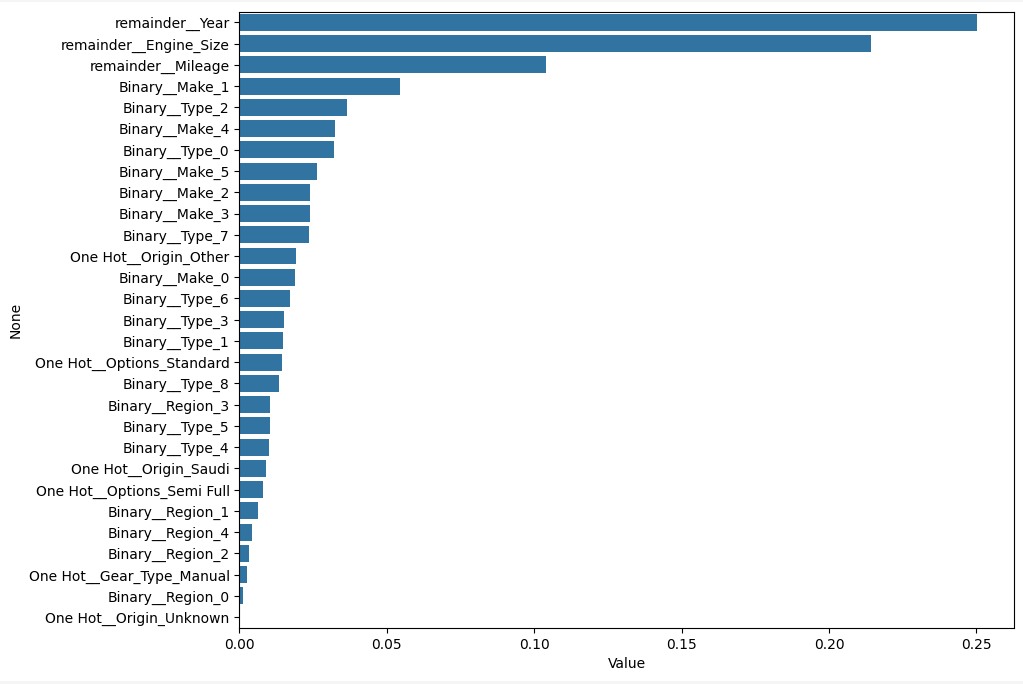 remainder__Year
remainder__Engine_Size
remainder__Mileage
Binary__Make_1
Binary__Type_2
Binary__Make_4
Binary__Type_0
Binary__Make_5
Binary__Make_2
Binary__Make_3
Binary__Type_7
One Hot__Origin_Other
Binary__Make_0
Binary__Type_6
Binary__Type_3
Binary__Type_1
One Hot__Options_Standard
Binary__Type_8
Binary__Region_3
Binary__Type_5
Binary__Type_4
One Hot__Origin_Saudi
One Hot__Options_Semi Full
Binary__Region_1
Binary__Region_4
Binary__Region_2
One Hot__Gear_Type_Manual
Binary__Region_0
One Hot__Origin_Unknown
None
0.00 0.05 0.10 0.15 0.20 0.25
Value